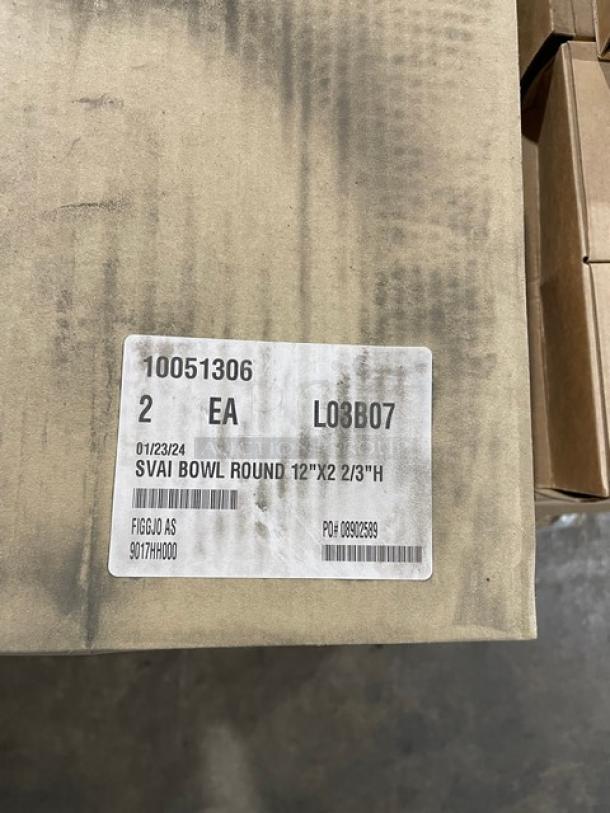 10051306
2 EA L03B07
01/23/24
SVAI BOWL ROUND 12"X2 2/3"H
FIGGJO AS PO# 08902589
9017HH000